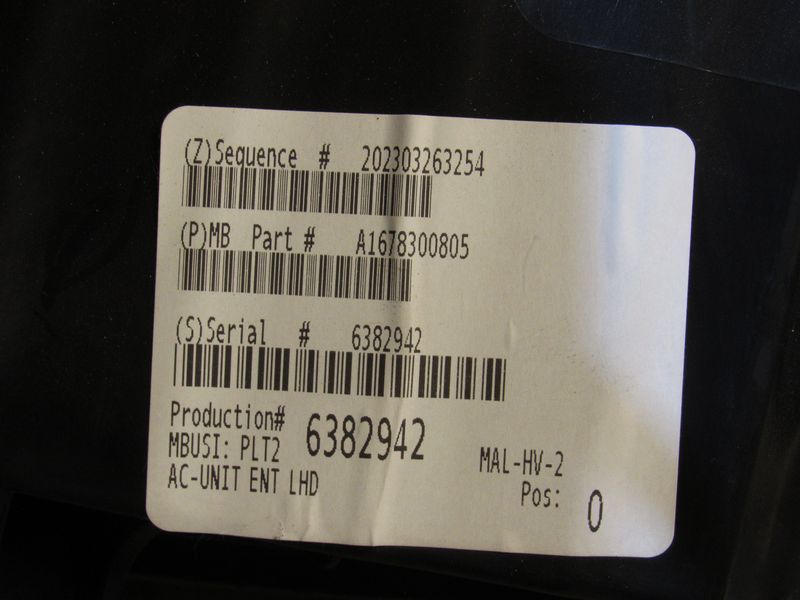 (Z)Sequence # 202303263254
(P)MB Part # A1678300805
(S)Serial # 6382942
Production# 6382942
MBUSI: PLT2
AC-UNIT ENT LHD
MAL-HV-2
Pos: 0